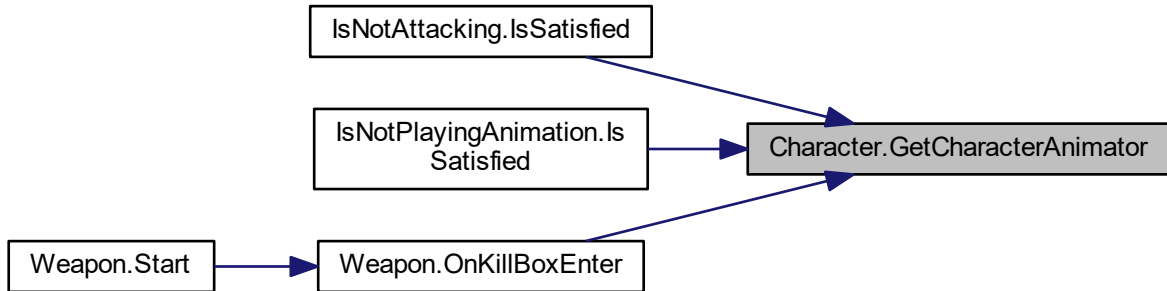 IsNotAttacking.IsSatisfied
IsNotPlayingAnimation.Is
Satisfied
Character.GetCharacterAnimator
Weapon.Start
Weapon.OnKillBoxEnter